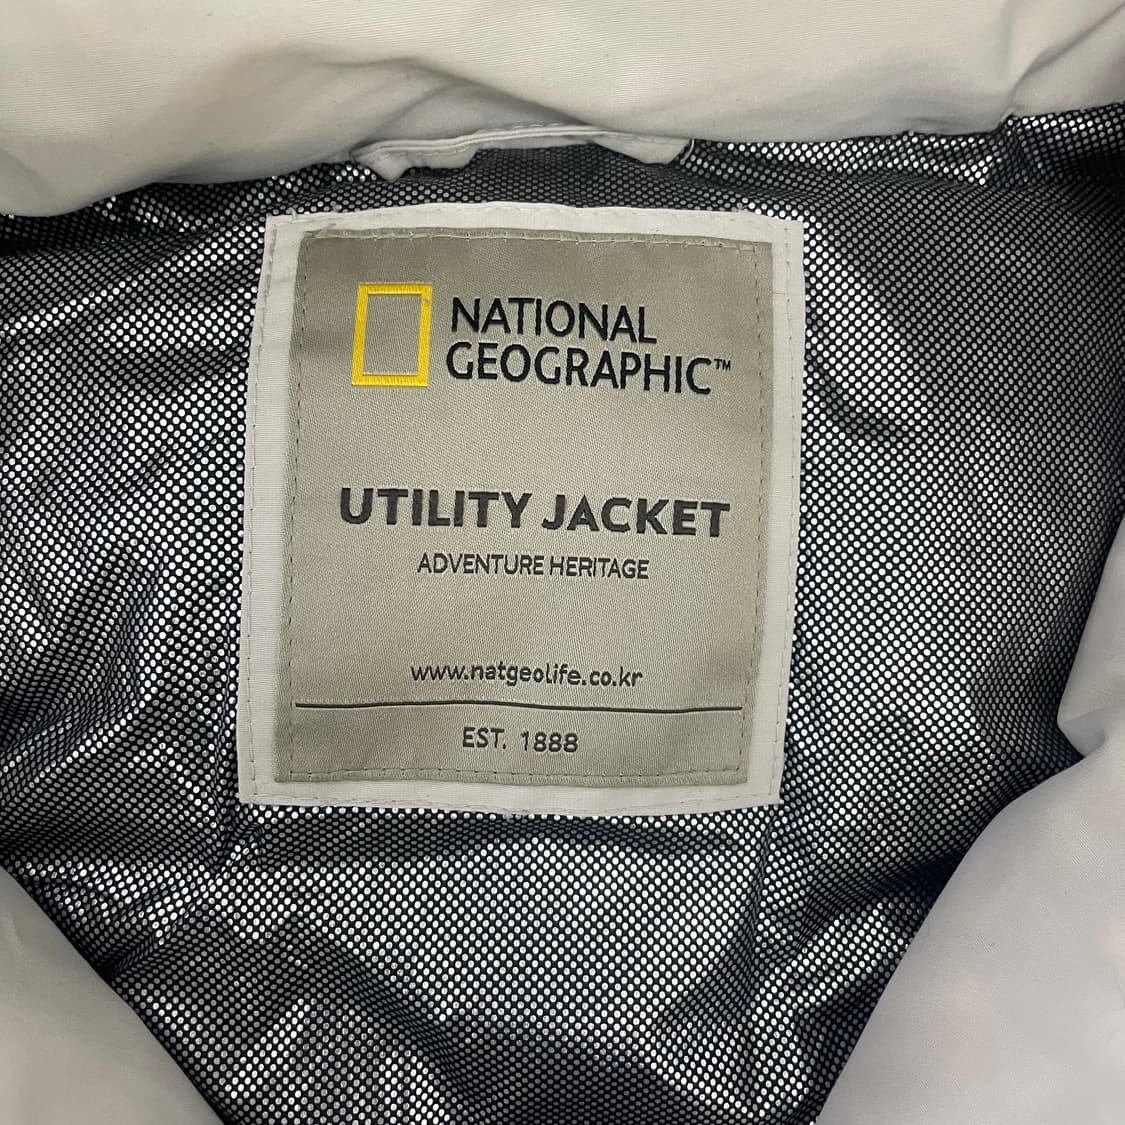 NATIONAL
GEOGRAPHIC™
UTILITY JACKET
ADVENTURE HERITAGE
www.natgeolife.co.kr
EST. 1888